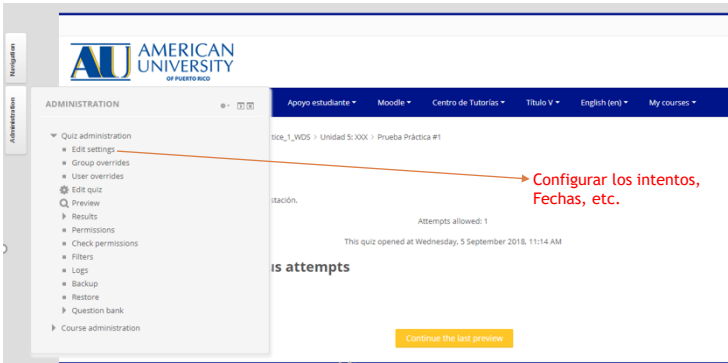 Navigation
Administration
AU AMERICAN
UNIVERSITY
OF PUERTO RICO
Apoyo estudiante
Moodle
Centro de Tutorías
Título V
English (en)
My courses
ADMINISTRATION
Quiz administration
Edit settings
Group overrides
User overrides
Edit quiz
Preview
Results
Permissions
Check permissions
Filters
Logs
Backup
Restore
Question bank
Course administration
tice_1_WDS > Unidad 5: XXX > Prueba Práctica #1
Configurar los intentos,
Fechas, etc.
stación.
Attempts allowed: 1
This quiz opened at Wednesday, 5 September 2018, 11:14 AM
us attempts
Continue the last preview